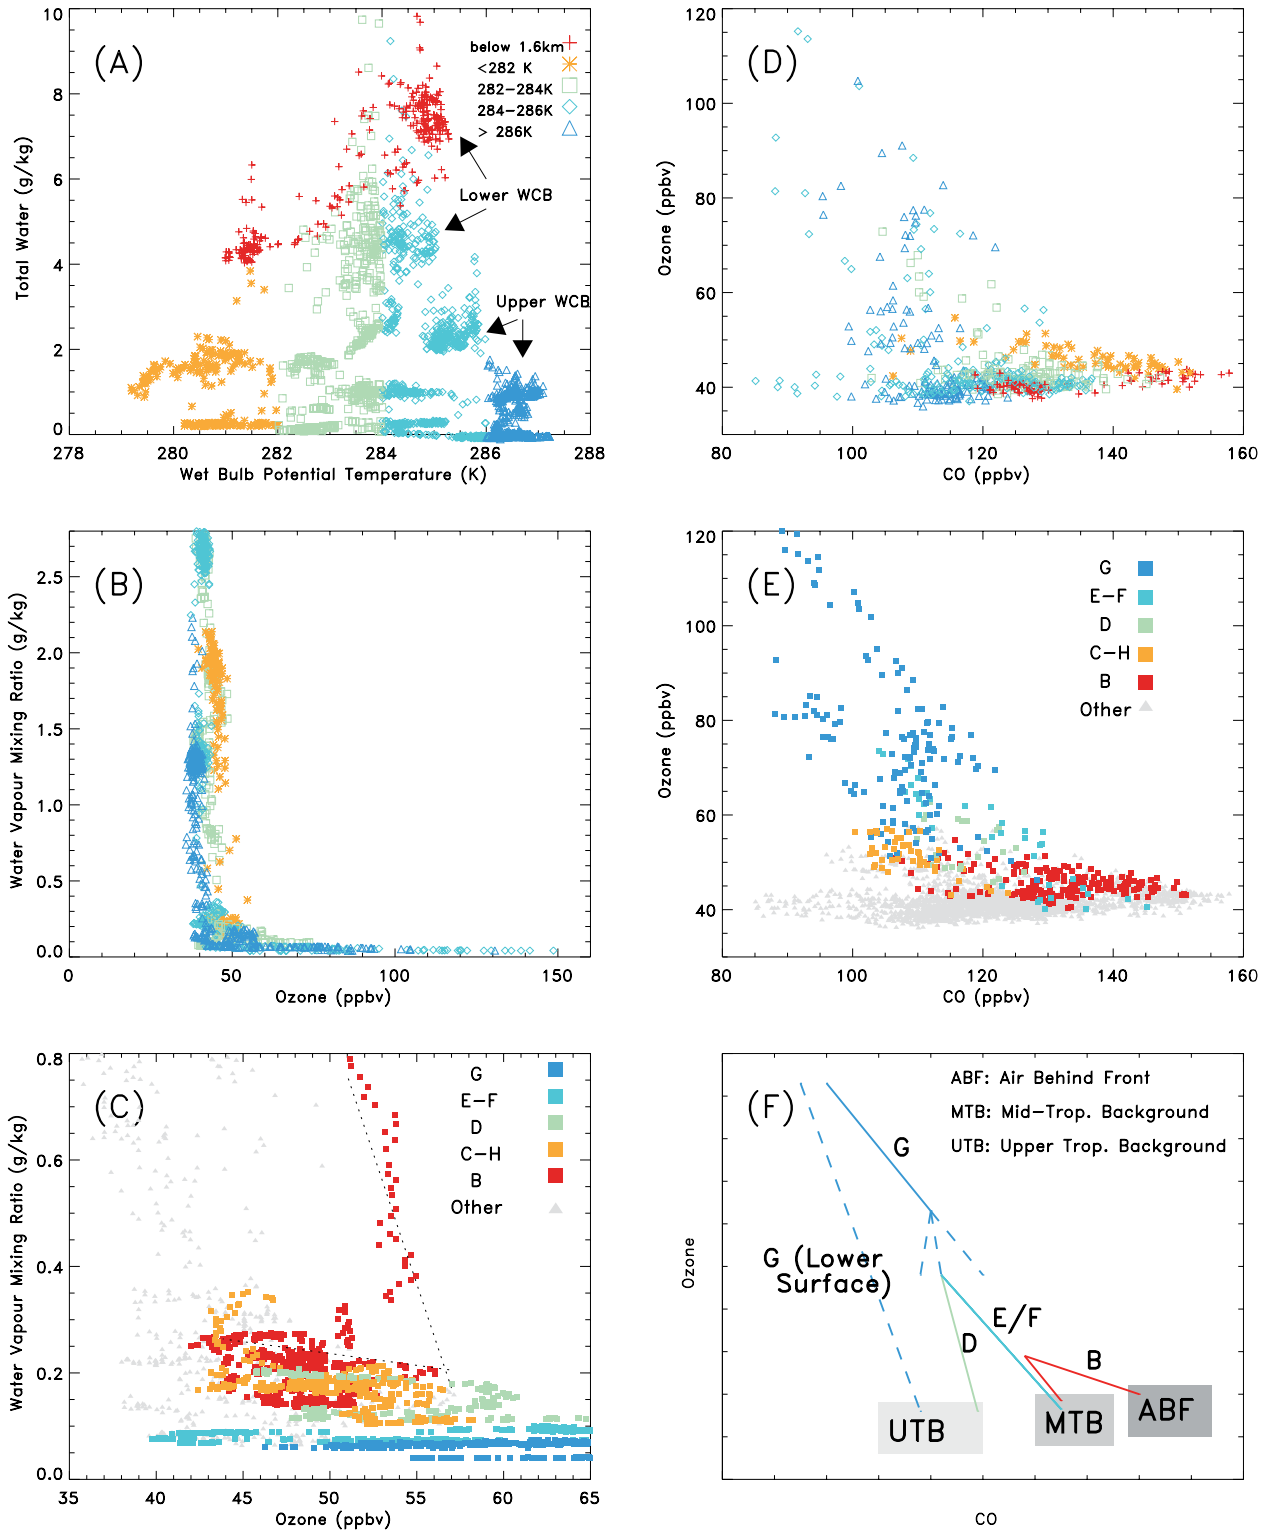 (A)
10
8
6
4
2
0
Total Water (g/kg)
below 1.6km
<282 K
282-284K
284-286K
> 286K
Lower WCB
Upper WCB
278 280 282 284 286 288
Wet Bulb Potential Temperature (K)
(D)
120
100
80
60
40
Ozone (ppbv)
80 100 120 140 160
CO (ppbv)
(B)
2.5
2.0
1.5
1.0
0.5
0.0
Water Vapour Mixing Ratio (g/kg)
0 50 100 150
Ozone (ppbv)
(E)
120
100
80
60
40
Ozone (ppbv)
G
E-F
D
C-H
B
Other
80 100 120 140 160
CO (ppbv)
(C)
0.8
0.6
0.4
0.2
0.0
Water Vapour Mixing Ratio (g/kg)
G
E-F
D
C-H
B
Other
35 40 45 50 55 60 65
Ozone (ppbv)
(F)
ABF: Air Behind Front
MTB: Mid-Trop. Background
UTB: Upper Trop. Background
G
G (Lower
Surface)
E/F
D
B
UTB
MTB
ABF
Ozone
CO